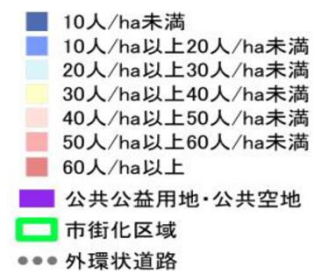 10人/ha未満
10人/ha以上20人/ha未満
20人/ha以上30人/ha未満
30人/ha以上40人/ha未満
40人/ha以上50人/ha未満
50人/ha以上60人/ha未満
60人/ha以上
公共公益用地・公共空地
市街化区域
外環状道路